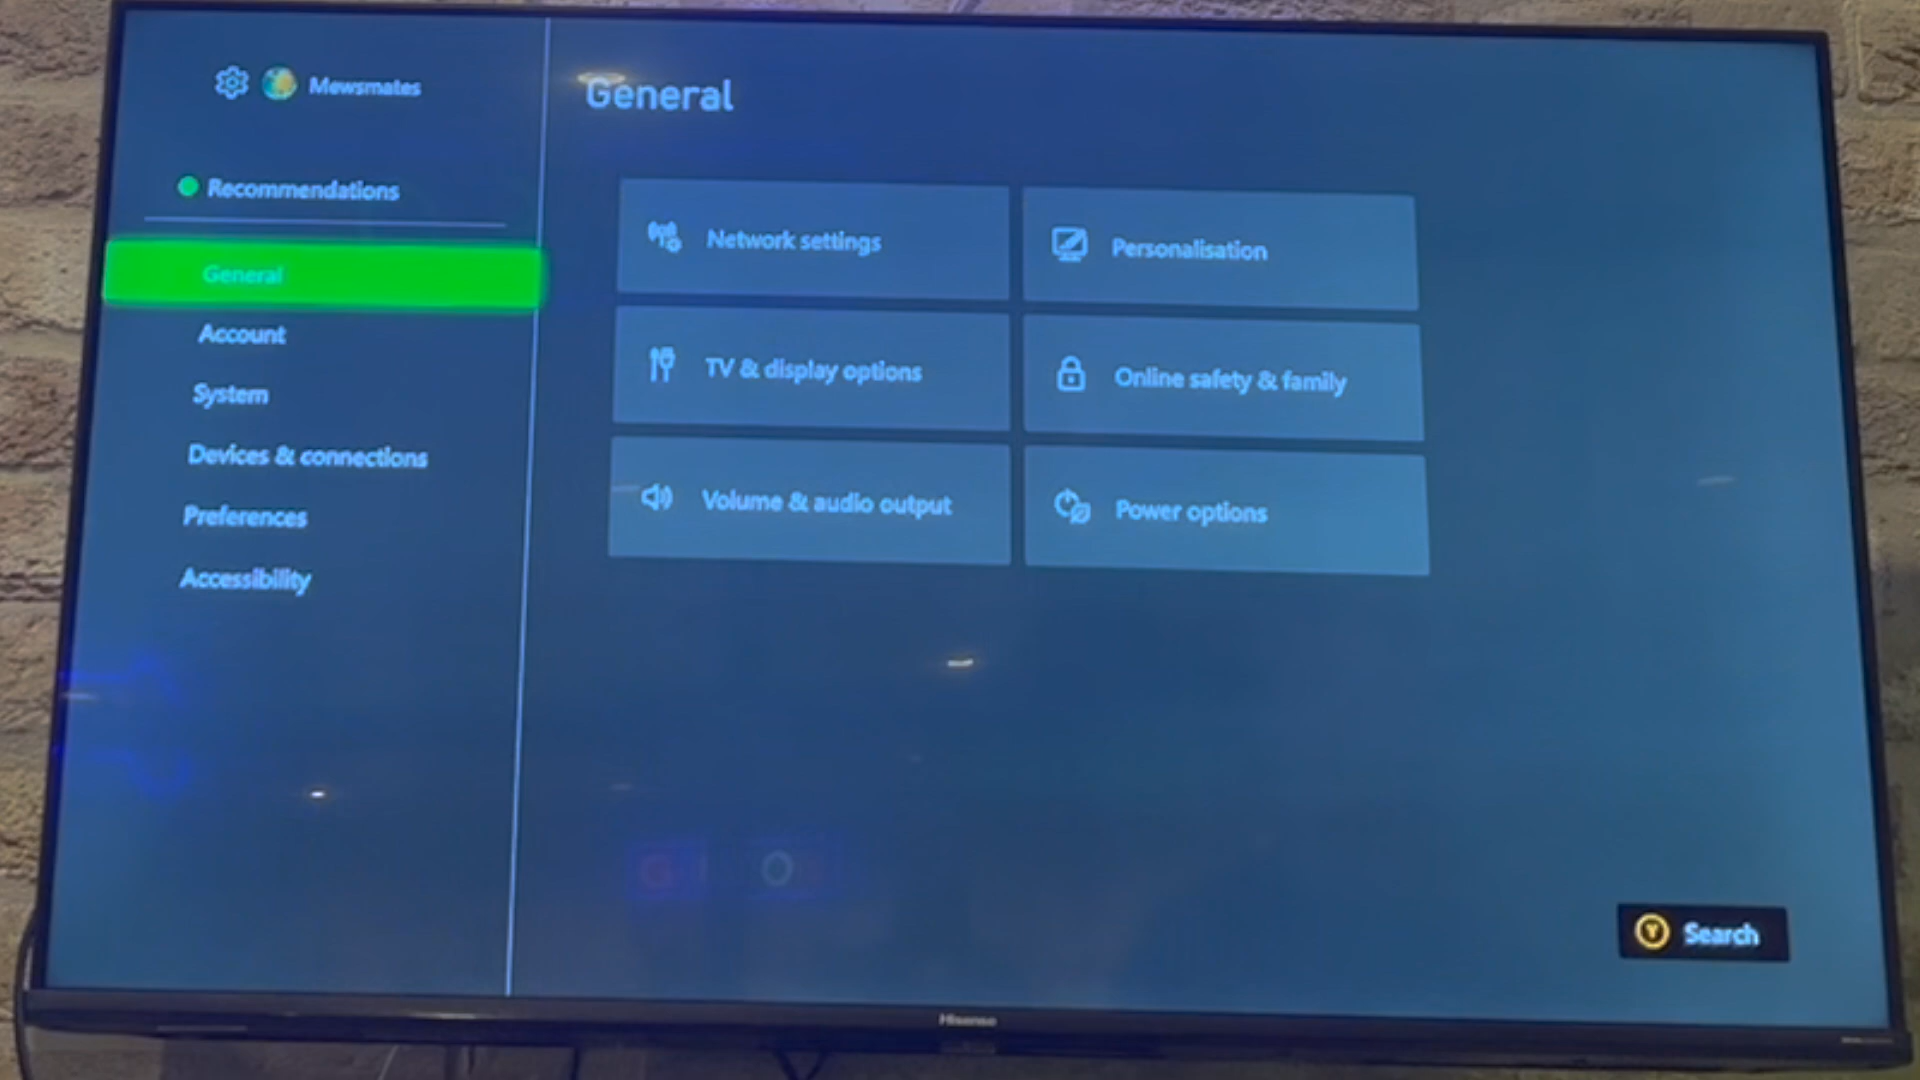 Mewsmates
Recommendations
General
Account
System
Devices & connections
Preferences
Accessibility
General
Network settings
Personalisation
TV & display options
Online safety & family
Volume & audio output
Power options
Y Search
Hisense